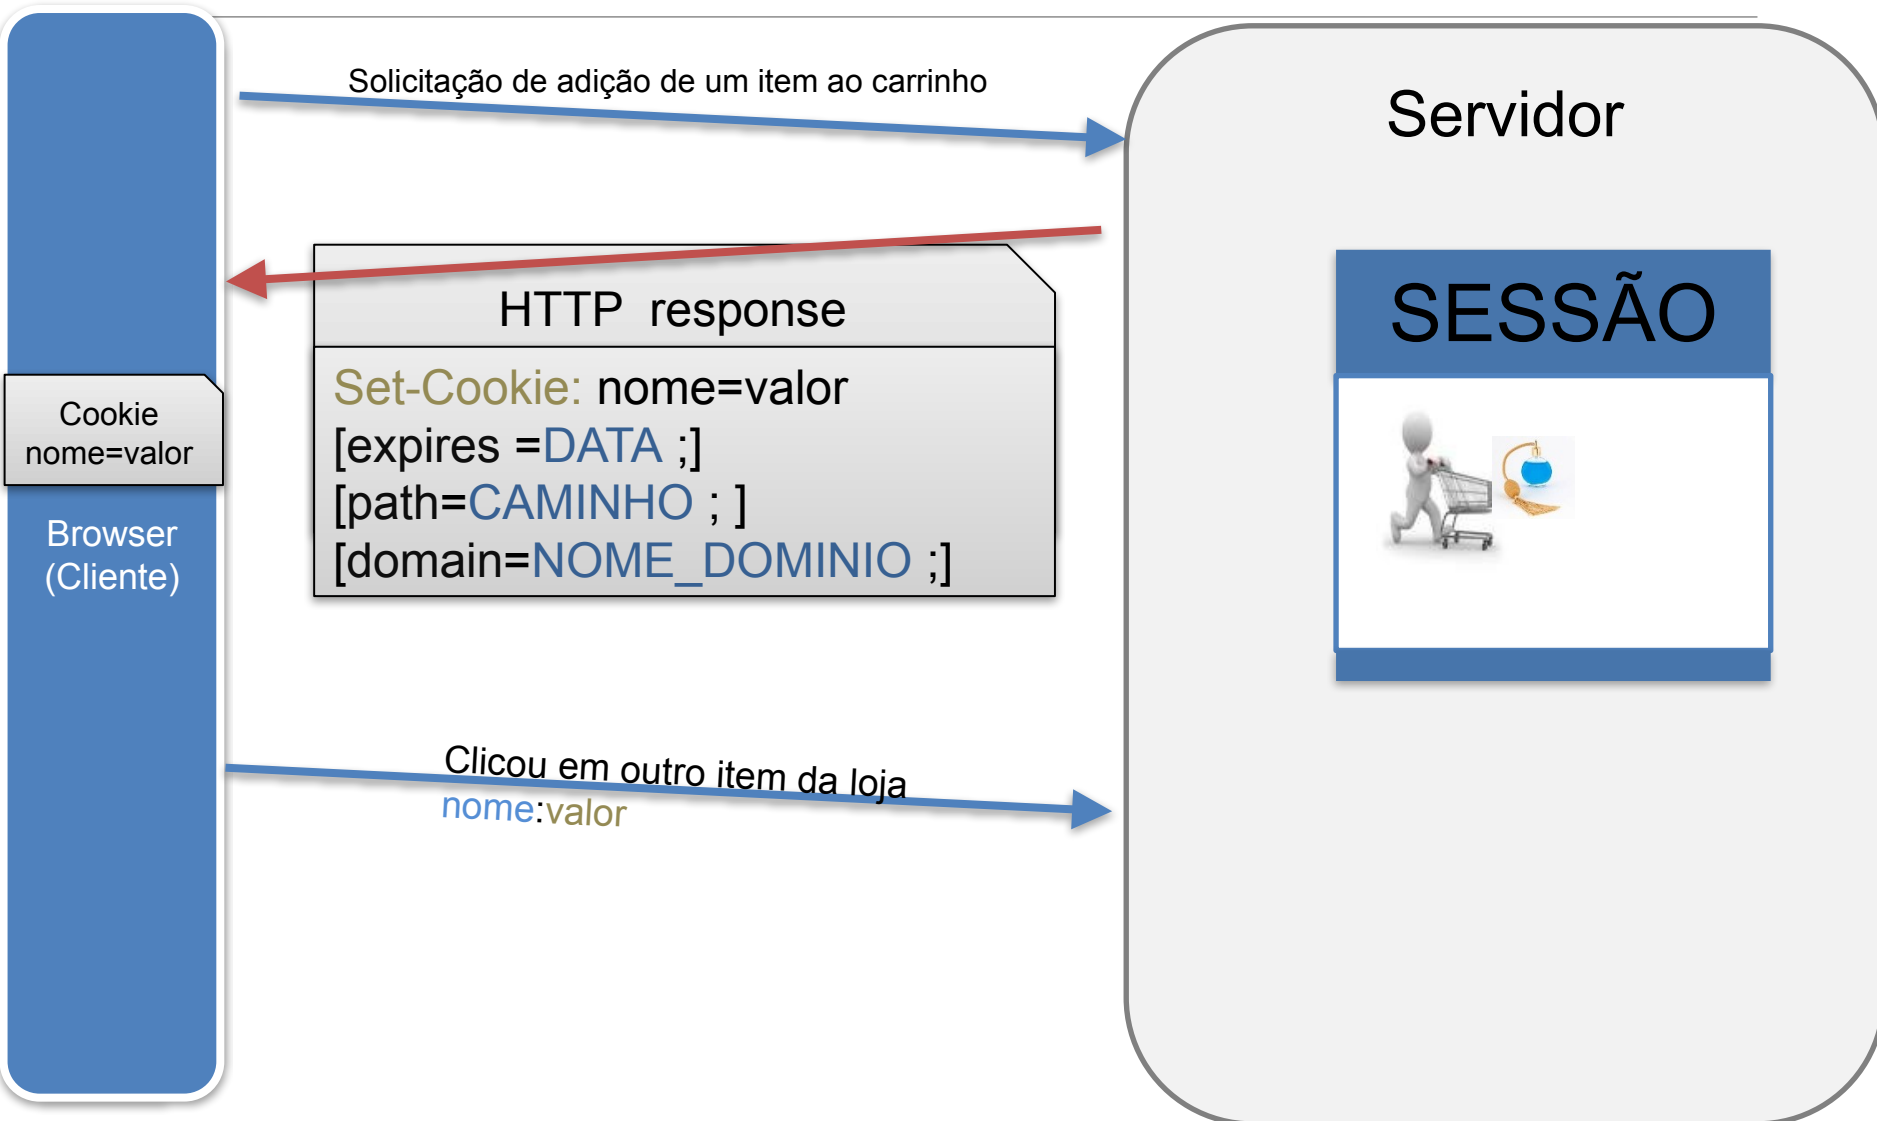 Solicitação de adição de um item ao carrinho
Servidor
HTTP  response
SESSÃO
Set-Cookie: nome=valor
[expires =DATA ;]
[path=CAMINHO ; ]
[domain=NOME_DOMINIO ;]
Cookie
nome=valor
Browser
(Cliente)
Clicou em outro item da loja
nome:valor